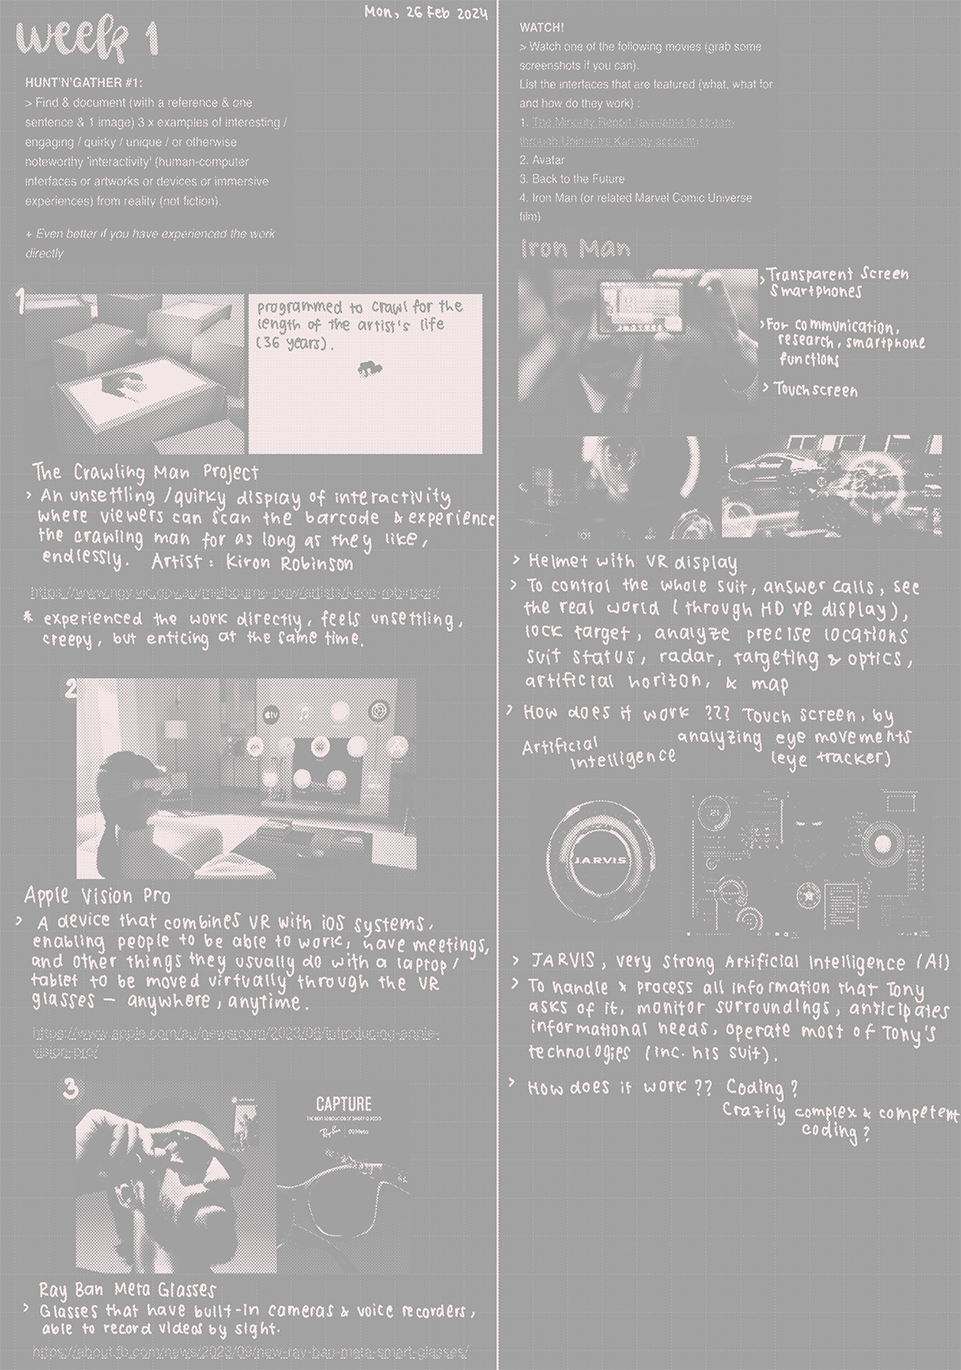 Mon, 26 Feb 2024
week 1
HUNT'N'GATHER #1:
> Find & document (with a reference & one
sentence & 1 image) 3 x examples of interesting /
engaging / quirky / unique / or otherwise
noteworthy 'interactivity' (human-computer
interfaces or artworks or devices or immersive
experiences) from reality (not fiction).
+ Even better if you have experienced the work
directly
1
programmed to crawl for the
length of the artist's life
(36 years).
The Crawling Man Project
> An unsettling /quirky display of interactivity
where viewers can scan the barcode & experience
the crawling man for as long as they like,
endlessly. Artist: Kiron Robinson
https://www.ngv.vic.gov.au/melbourne-now/artists/kiron-robinson/
* experienced the work directly, feels unsettling,
creepy, but enticing at the same time.
2
Apple Vision Pro
> A device that combines VR with iOS systems,
enabling people to be able to work, have meetings,
and other things they usually do with a laptop/
tablet to be moved virtually through the VR
glasses – anywhere, anytime.
https://www.apple.com/au/newsroom/2023/06/introducing-apple-
vision-pro/
3
CAPTURE
Ray-Ban | Meta
Ray Ban Meta Glasses
> Glasses that have built-in cameras & voice recorders,
able to record videos by sight.
https://about.fb.com/news/2023/09/new-ray-ban-meta-smart-glasses/
WATCH!
> Watch one of the following movies (grab some
screenshots if you can).
List the interfaces that are featured (what, what for
and how do they work) :
1. The Minority Report (available to stream
through Unimelb's Kanopy account)
2. Avatar
3. Back to the Future
4. Iron Man (or related Marvel Comic Universe
film)
Iron Man
> Transparent Screen
Smartphones
> For communication,
research, smartphone
functions
> Touchscreen
> Helmet with VR display
> To control the whole suit, answer calls, see
the real world (through HD VR display),
lock target, analyze precise locations
suit status, radar, targeting & optics,
artificial horizon, & map
> How does it work ??? Touch screen, by
analyzing eye movements
(eye tracker)
Artificial
Intelligence
JARVIS
> JARVIS, very strong Artificial Intelligence (AI)
> To handle & process all information that Tony
asks of it, monitor surroundings, anticipates
informational needs, operate most of Tony's
technologies (inc. his suit).
> How does it work ?? Coding ?
Crazily complex & competent
coding ?